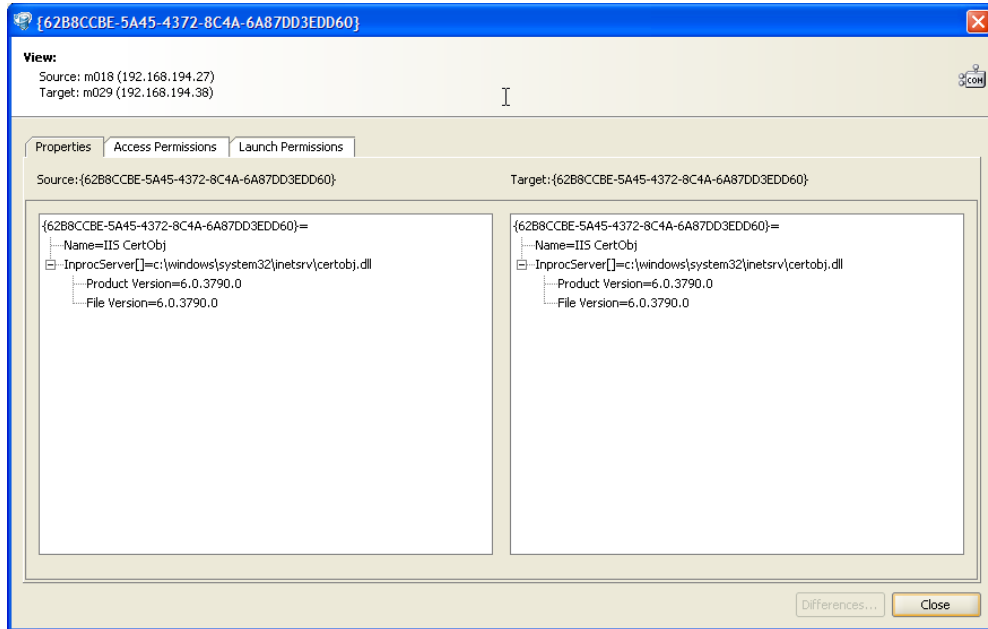 {62B8CCBE-5A45-4372-8C4A-6A87DD3EDD60}
View:
Source: m018 (192.168.194.27)
Target: m029 (192.168.194.38)
COM
Properties Access Permissions Launch Permissions
Source:{62B8CCBE-5A45-4372-8C4A-6A87DD3EDD60} Target:{62B8CCBE-5A45-4372-8C4A-6A87DD3EDD60}
{62B8CCBE-5A45-4372-8C4A-6A87DD3EDD60}=
Name=IIS CertObj
InprocServer[]=c:\windows\system32\inetsrv\certobj.dll
Product Version=6.0.3790.0
File Version=6.0.3790.0
{62B8CCBE-5A45-4372-8C4A-6A87DD3EDD60}=
Name=IIS CertObj
InprocServer[]=c:\windows\system32\inetsrv\certobj.dll
Product Version=6.0.3790.0
File Version=6.0.3790.0
Differences... Close